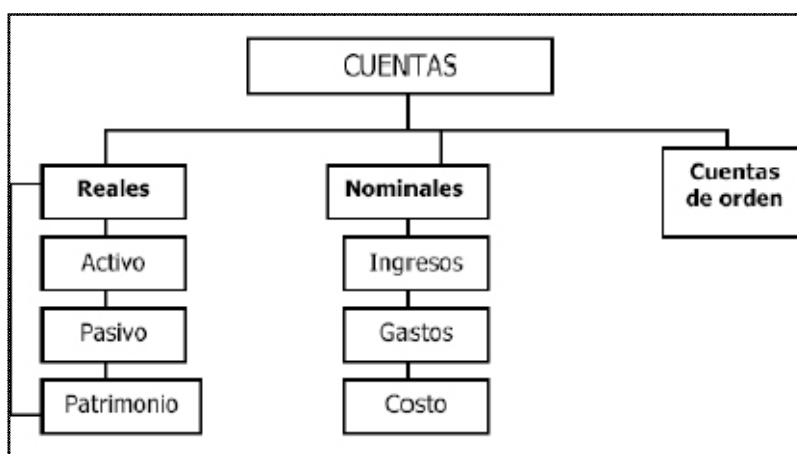 CUENTAS
Reales
Nominales
Cuentas
de orden
Activo
Ingresos
Pasivo
Gastos
Patrimonio
Costo